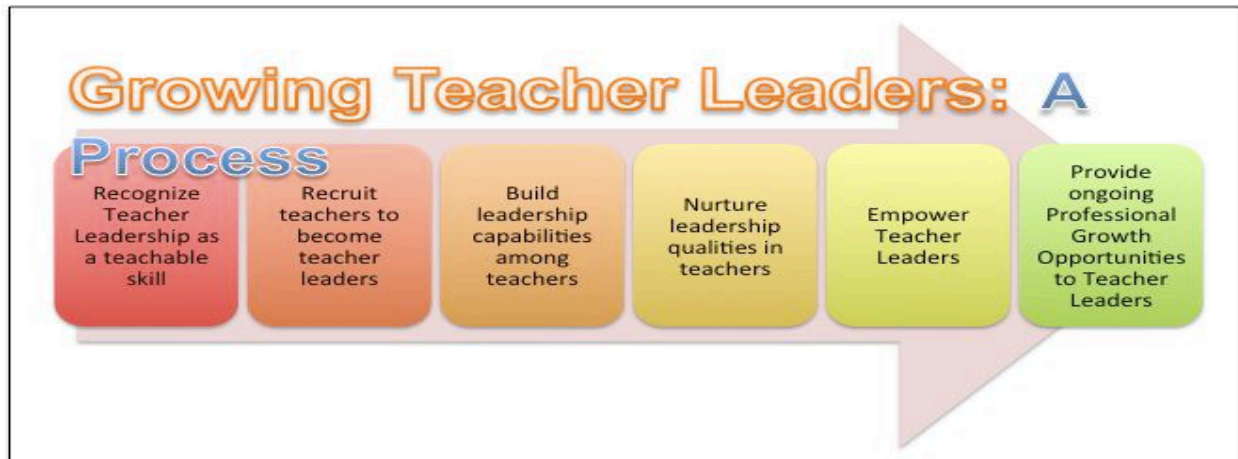 Growing Teacher Leaders: A
Process
Recognize
Teacher
Leadership as
a teachable
skill
Recruit
teachers to
become
teacher
leaders
Build
leadership
capabilities
among
teachers
Nurture
leadership
qualities in
teachers
Empower
Teacher
Leaders
Provide
ongoing
Professional
Growth
Opportunities
to Teacher
Leaders